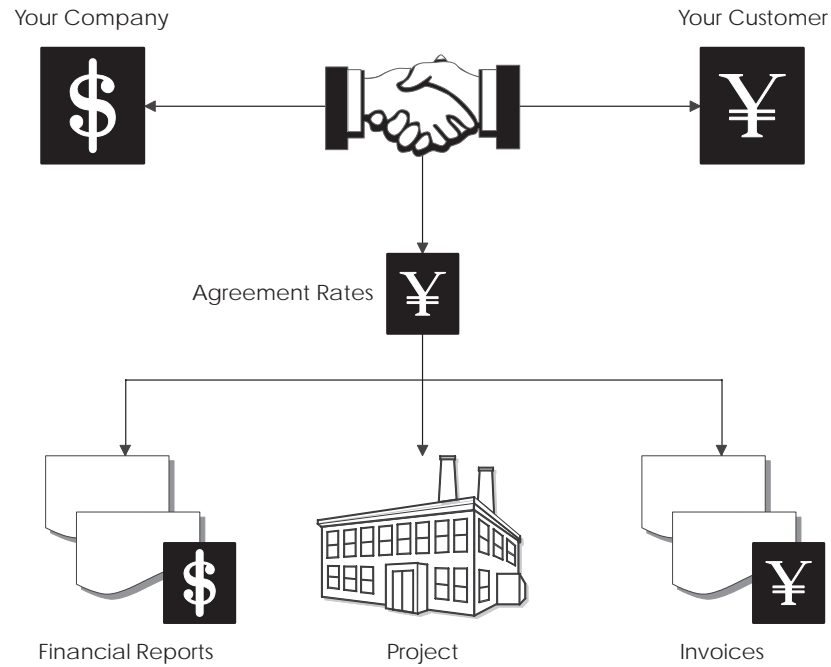 Your Company
Your Customer
$
¥
Agreement Rates
¥
$
¥
Financial Reports
Project
Invoices